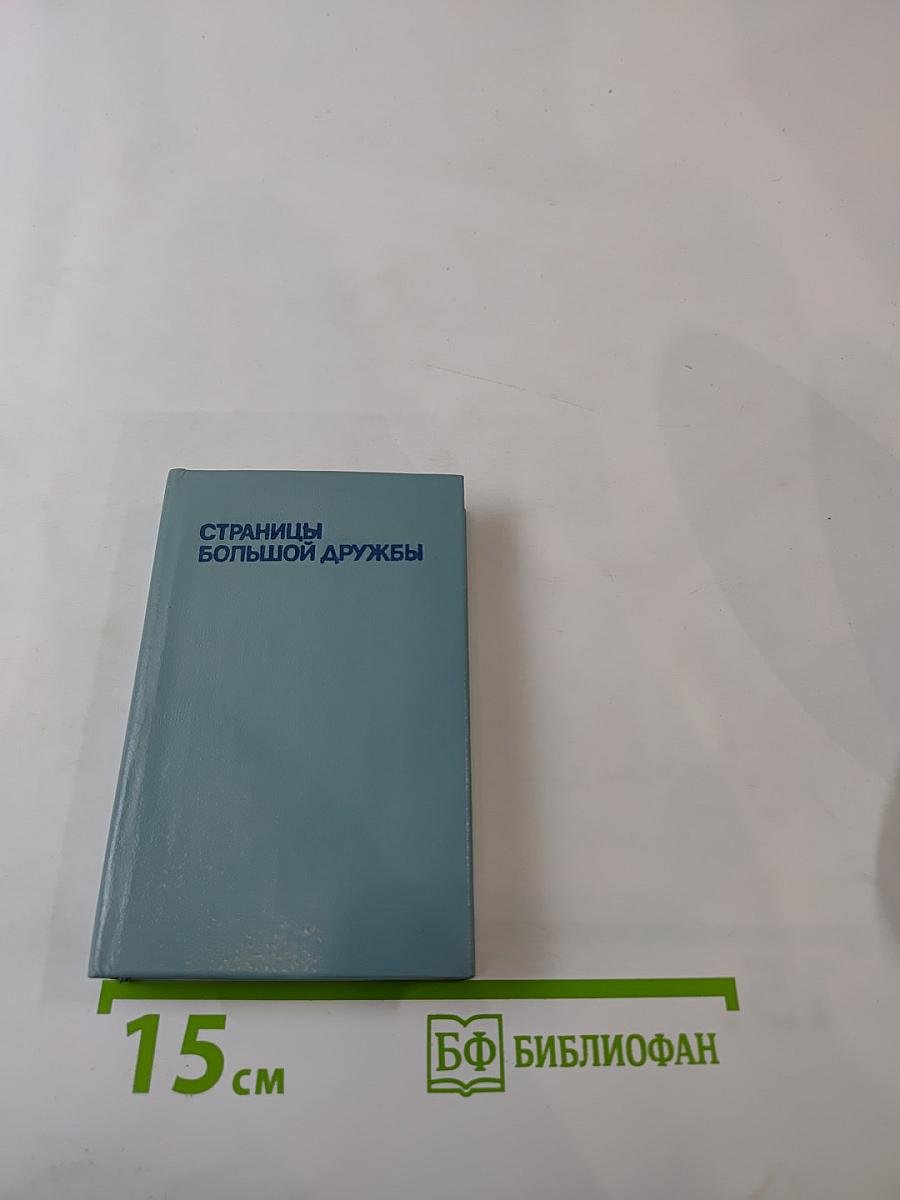 СТРАНИЦЫ
БОЛЬШОЙ ДРУЖБЫ
15 см
БФ БИБЛИОФАН